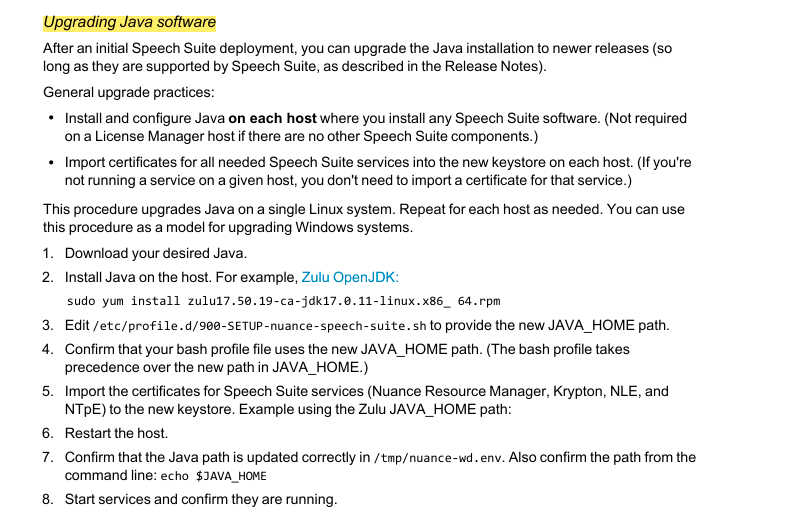 Upgrading Java software
After an initial Speech Suite deployment, you can upgrade the Java installation to newer releases (so
long as they are supported by Speech Suite, as described in the Release Notes).
General upgrade practices:
• Install and configure Java on each host where you install any Speech Suite software. (Not required
on a License Manager host if there are no other Speech Suite components.)
• Import certificates for all needed Speech Suite services into the new keystore on each host. (If you're
not running a service on a given host, you don't need to import a certificate for that service.)
This procedure upgrades Java on a single Linux system. Repeat for each host as needed. You can use
this procedure as a model for upgrading Windows systems.
1. Download your desired Java.
2. Install Java on the host. For example, Zulu OpenJDK:
sudo yum install zulu17.50.19-ca-jdk17.0.11-linux.x86_ 64.rpm
3. Edit /etc/profile.d/900-SETUP-nuance-speech-suite.sh to provide the new JAVA_HOME path.
4. Confirm that your bash profile file uses the new JAVA_HOME path. (The bash profile takes
precedence over the new path in JAVA_HOME.)
5. Import the certificates for Speech Suite services (Nuance Resource Manager, Krypton, NLE, and
NTpE) to the new keystore. Example using the Zulu JAVA_HOME path:
6. Restart the host.
7. Confirm that the Java path is updated correctly in /tmp/nuance-wd.env. Also confirm the path from the
command line: echo $JAVA_HOME
8. Start services and confirm they are running.